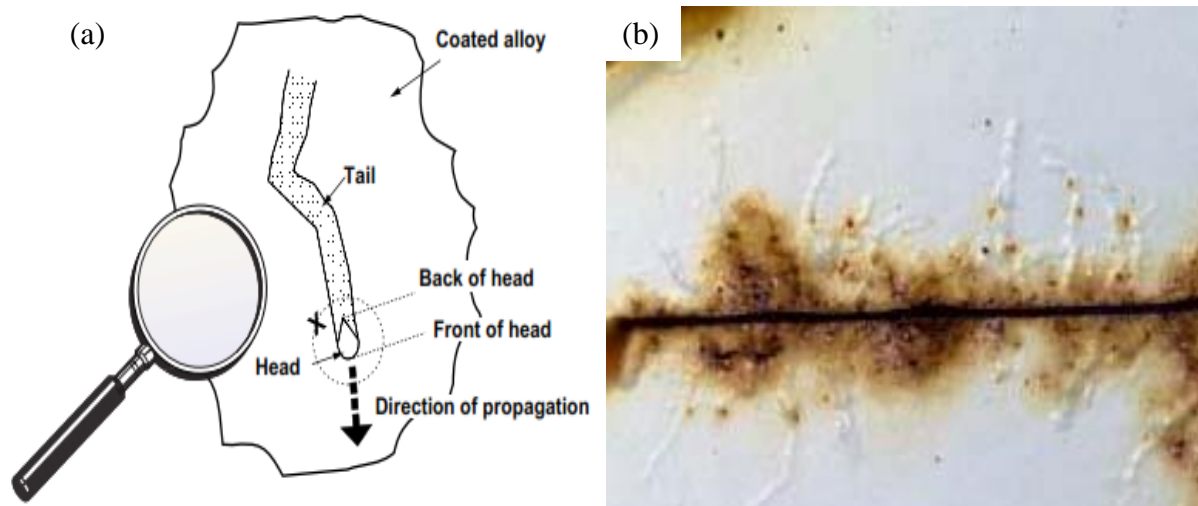 (a)
Coated alloy
Tail
Back of head
Front of head
Head
X
Direction of propagation
(b)